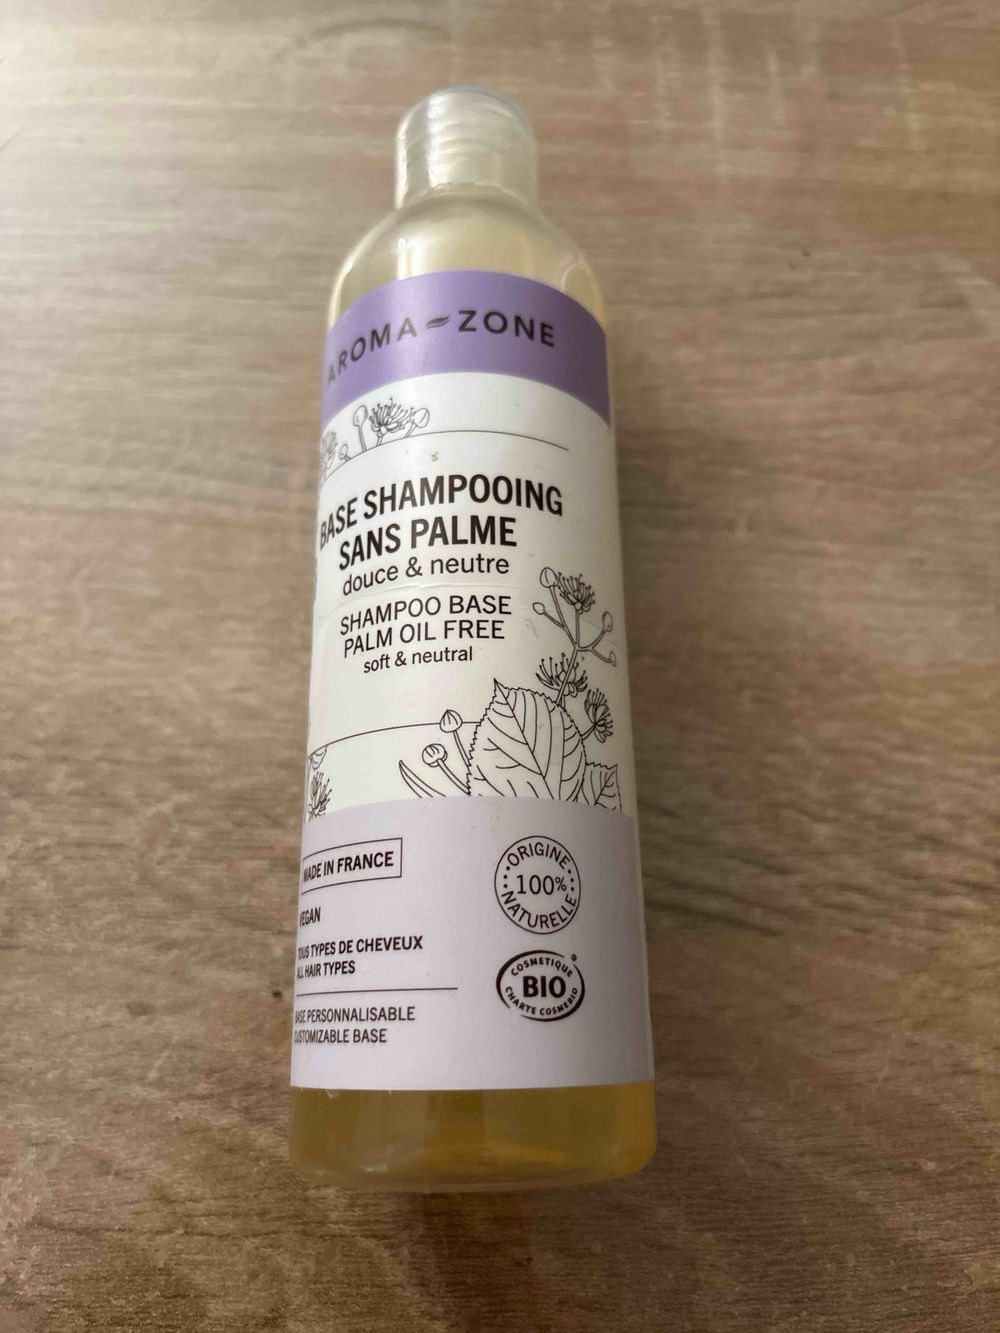 AROMA ZONE
BASE SHAMPOOING
SANS PALME
douce & neutre
SHAMPOO BASE
PALM OIL FREE
soft & neutral
MADE IN FRANCE
VEGAN
TOUS TYPES DE CHEVEUX
ALL HAIR TYPES
BASE PERSONNALISABLE
CUSTOMIZABLE BASE
ORIGINE
100%
NATURELLE
COSMETIQUE
BIO
CHARTE COSMEBIO
®